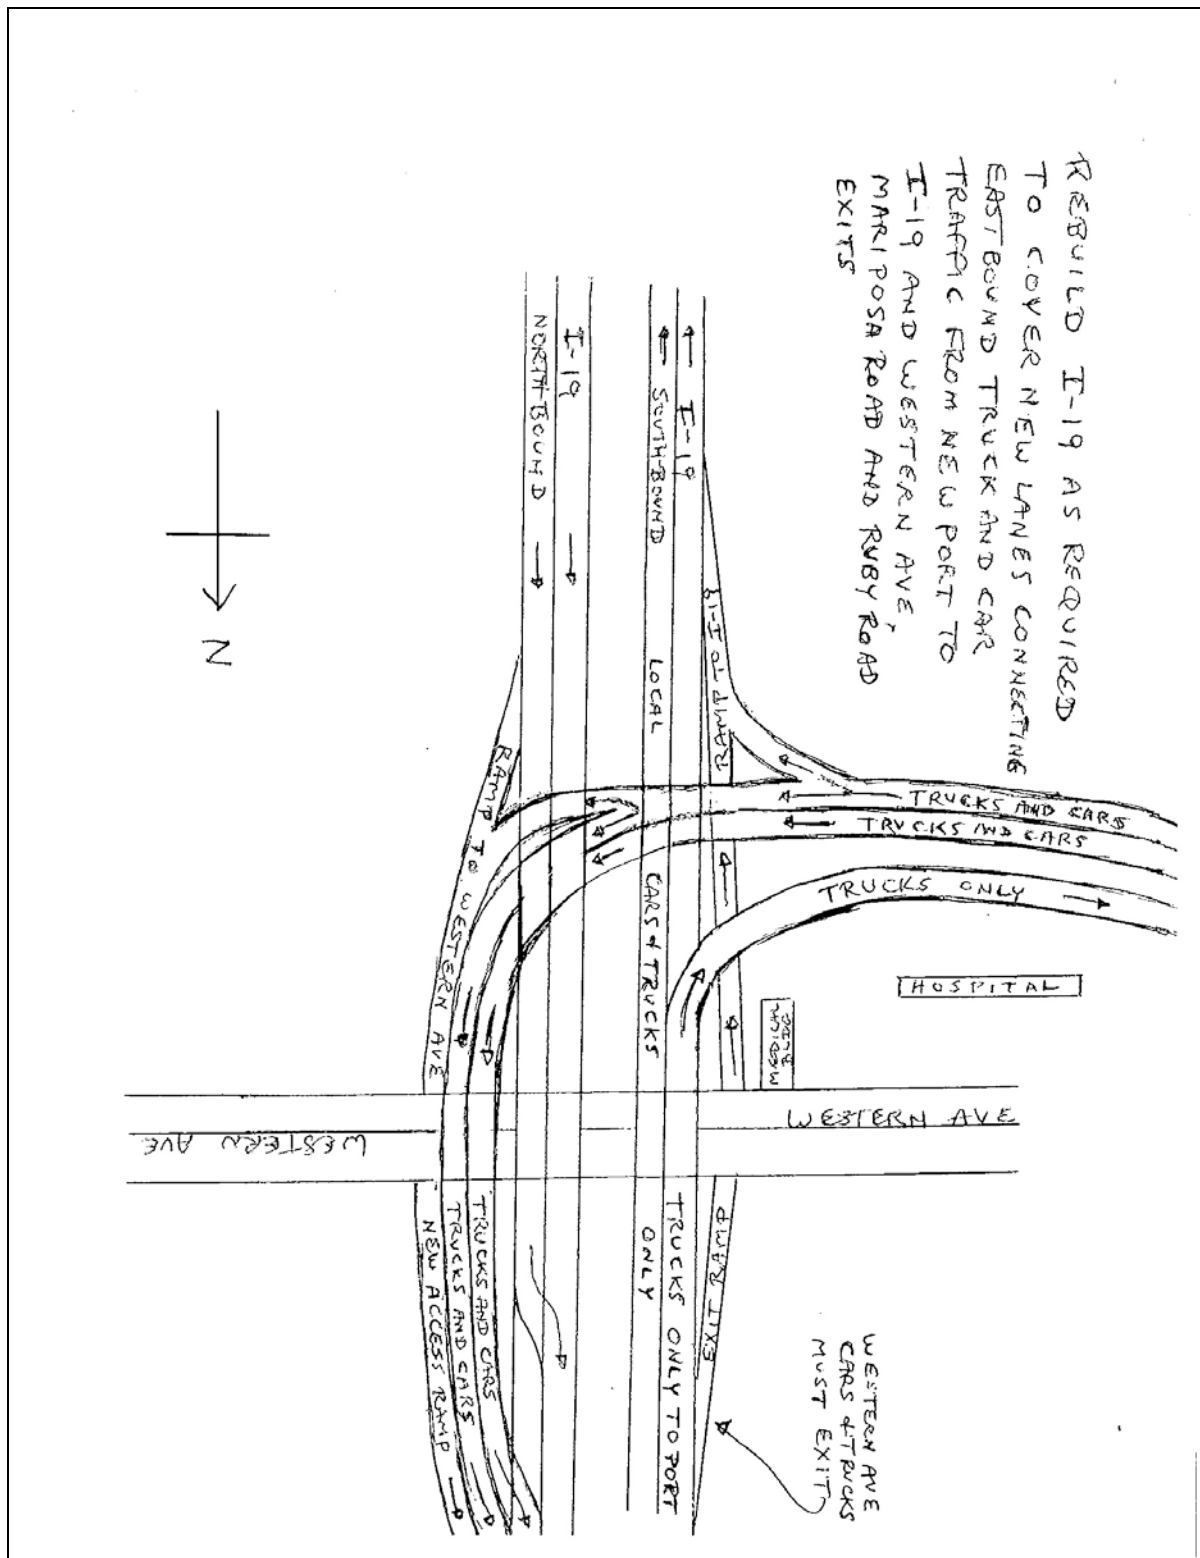 REBUILD I-19 AS REQUIRED
TO COVER NEW LANES CONNECTING
EASTBOUND TRUCK AND CAR
TRAFFIC FROM NEW PORT TO
I-19 AND WESTERN AVE,
MARIPOSA ROAD AND RUBY ROAD
EXITS
I-19
SOUTH-BOUND
I-19
NORTH-BOUND
N
LOCAL
CARS & TRUCKS
ONLY
RAMP TO I-19
RAMP TO WESTERN AVE
TRUCKS AND CARS
TRUCKS AND CARS
TRUCKS ONLY
HOSPITAL
MEDICAL
BLDG
WESTERN AVE
WESTERN AVE
EXIT RAMP
TRUCKS ONLY TO PORT
TRUCKS AND CARS
TRUCKS AND CARS
NEW ACCESS RAMP
WESTERN AVE
CARS & TRUCKS
MUST EXIT